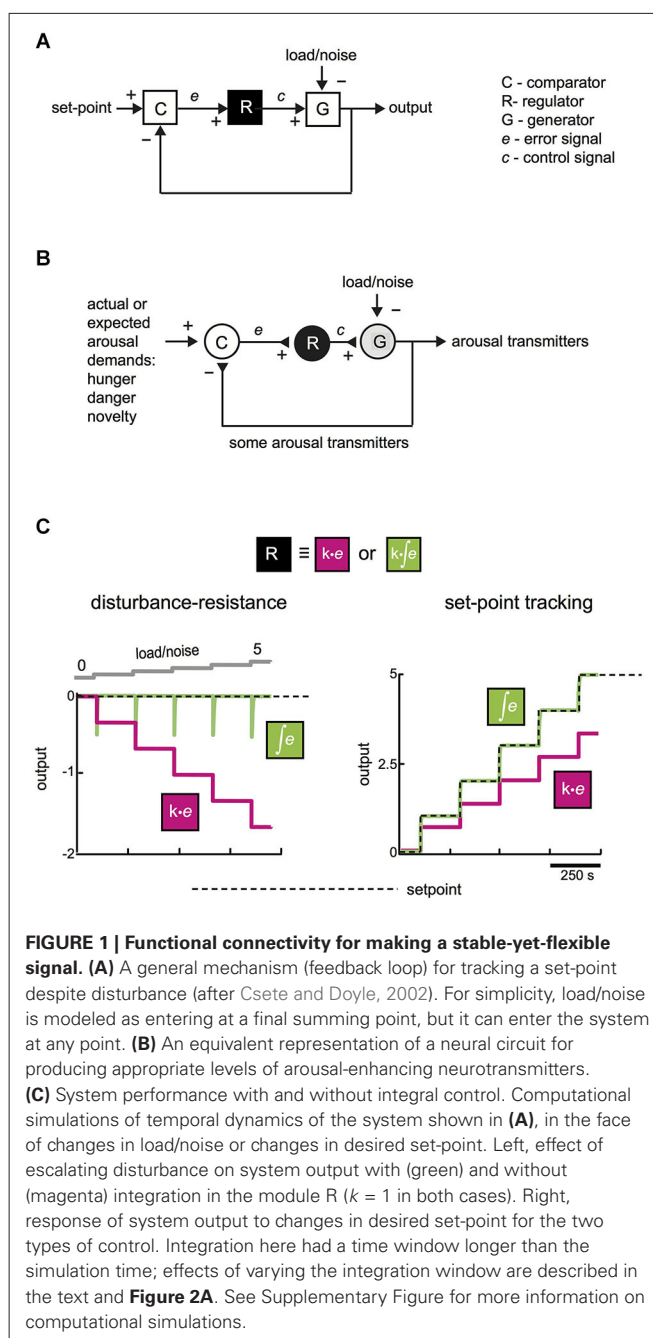 A
load/noise
–
+
set-point
C
e
R
c
G
output
+
+
–
C - comparator
R- regulator
G - generator
e - error signal
c - control signal
B
load/noise
–
actual or
expected
arousal
demands:
hunger
danger
novelty
+
C
e
R
c
G
arousal transmitters
–
+
+
some arousal transmitters
C
R ≡ k•e or k•∫e
disturbance-resistance
set-point tracking
0
load/noise
5
0
-1
-2
output
∫e
k•e
5
2.5
0
output
∫e
k•e
250 s
setpoint
FIGURE 1 | Functional connectivity for making a stable-yet-flexible
signal. (A) A general mechanism (feedback loop) for tracking a set-point
despite disturbance (after Csete and Doyle, 2002). For simplicity, load/noise
is modeled as entering at a final summing point, but it can enter the system
at any point. (B) An equivalent representation of a neural circuit for
producing appropriate levels of arousal-enhancing neurotransmitters.
(C) System performance with and without integral control. Computational
simulations of temporal dynamics of the system shown in (A), in the face
of changes in load/noise or changes in desired set-point. Left, effect of
escalating disturbance on system output with (green) and without
(magenta) integration in the module R (k = 1 in both cases). Right,
response of system output to changes in desired set-point for the two
types of control. Integration here had a time window longer than the
simulation time; effects of varying the integration window are described in
the text and Figure 2A. See Supplementary Figure for more information on
computational simulations.